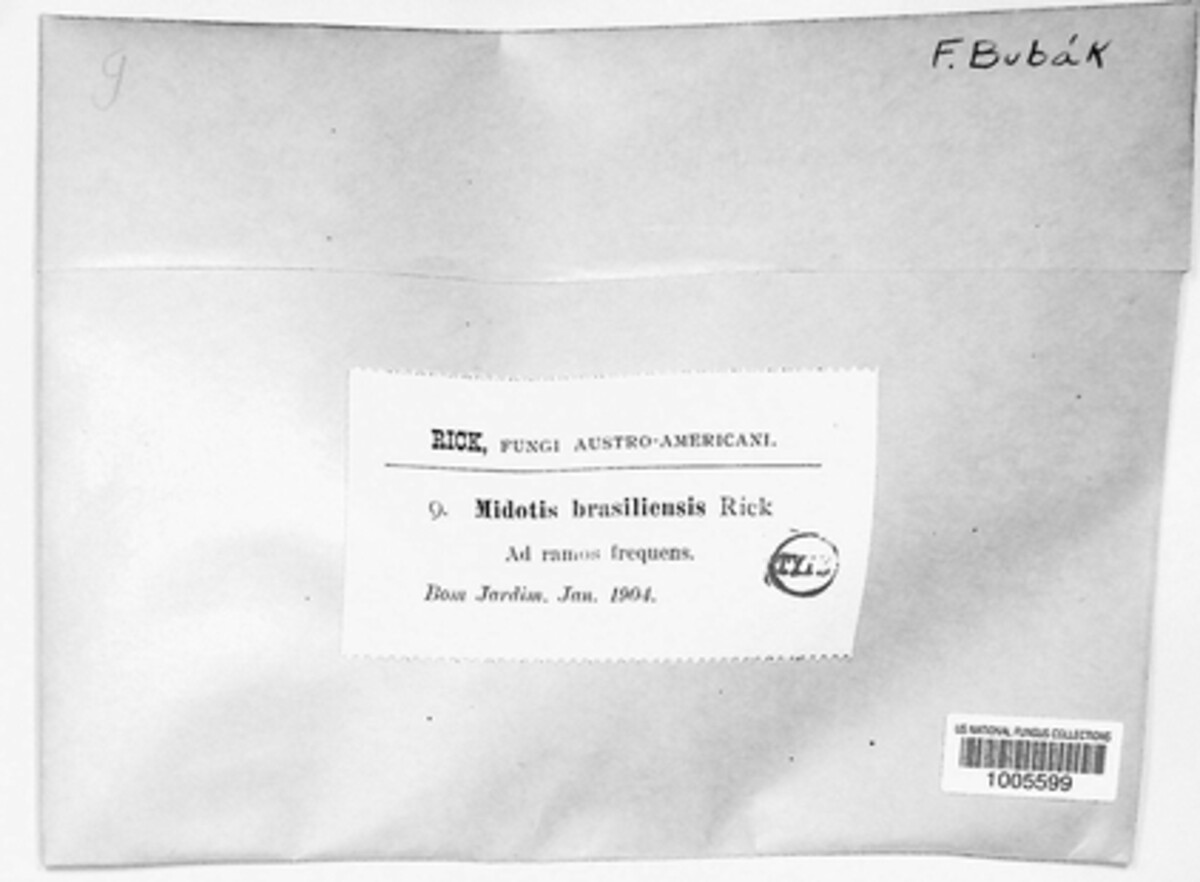 9
F. Bubák
RICK, FUNGI AUSTRO-AMERICANI.
9. Midotis brasiliensis Rick
Ad ramos frequens.
TYPE
Bom Jardim. Jan. 1904.
US NATIONAL FUNGUS COLLECTIONS
1005599